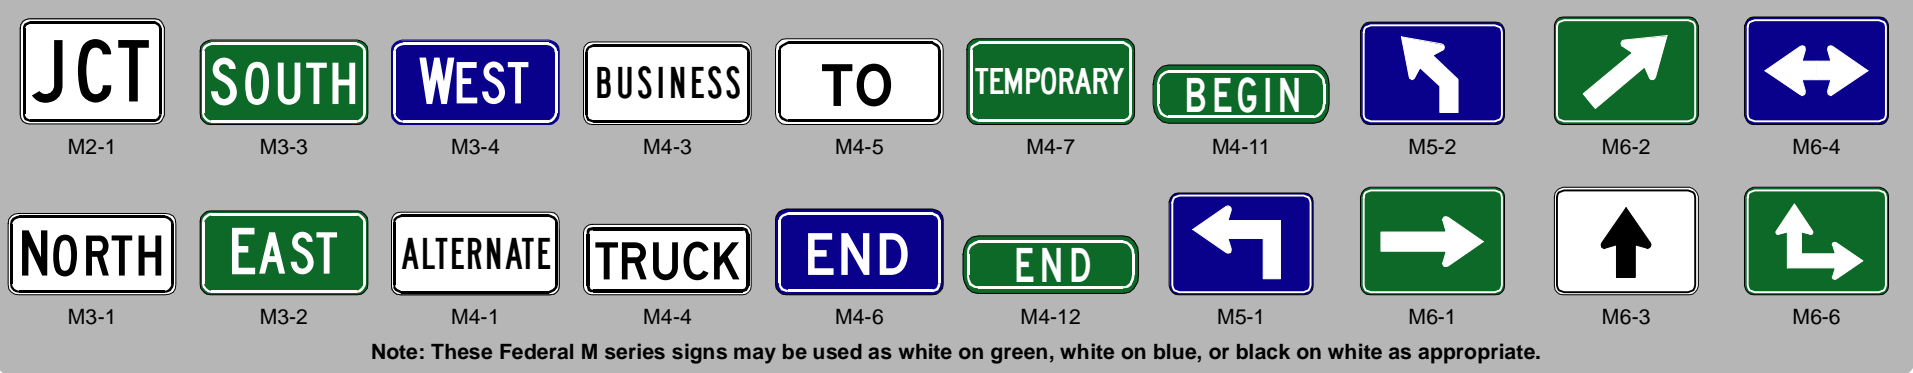 JCT SOUTH WEST BUSINESS TO TEMPORARY BEGIN
M2-1 M3-3 M3-4 M4-3 M4-5 M4-7 M4-11 M5-2 M6-2 M6-4
NORTH EAST ALTERNATE TRUCK END END
M3-1 M3-2 M4-1 M4-4 M4-6 M4-12 M5-1 M6-1 M6-3 M6-6
Note: These Federal M series signs may be used as white on green, white on blue, or black on white as appropriate.